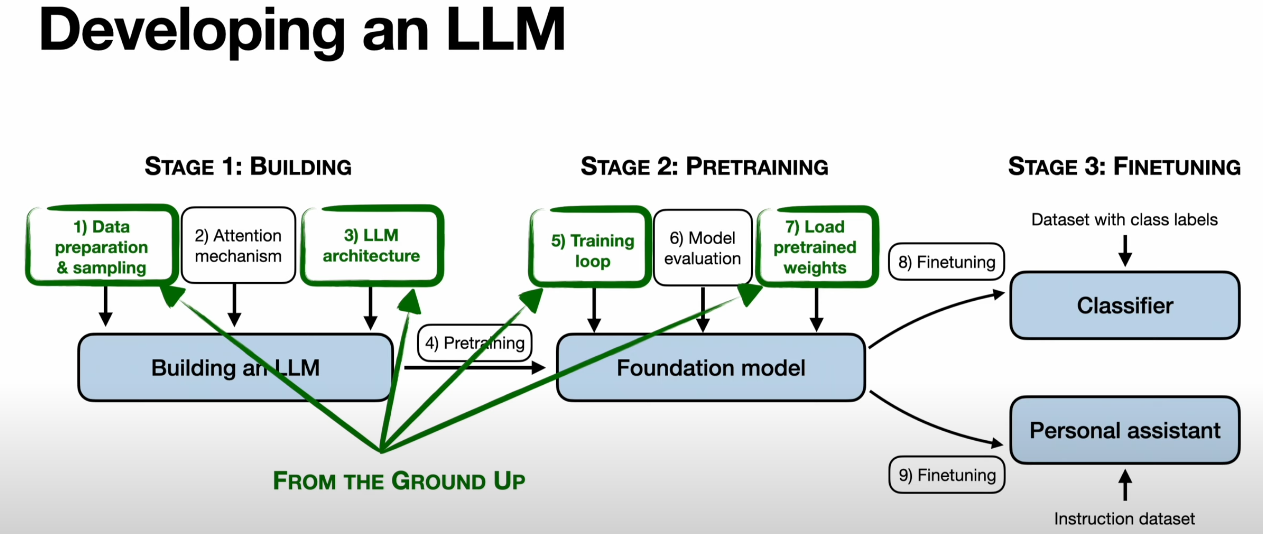 Developing an LLM
STAGE 1: BUILDING
STAGE 2: PRETRAINING
STAGE 3: FINETUNING
1) Data
preparation
& sampling
2) Attention
mechanism
3) LLM
architecture
5) Training
loop
6) Model
evaluation
7) Load
pretrained
weights
Dataset with class labels
8) Finetuning
Classifier
4) Pretraining
Building an LLM
Foundation model
Personal assistant
9) Finetuning
FROM THE GROUND UP
Instruction dataset